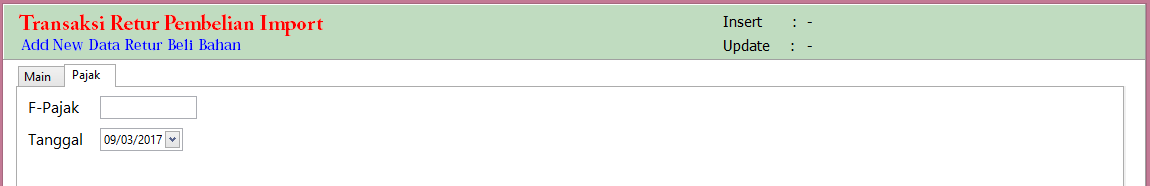 Transaksi Retur Pembelian Import
Insert : -
Add New Data Retur Beli Bahan
Update : -
Main Pajak
F-Pajak
Tanggal 09/03/2017